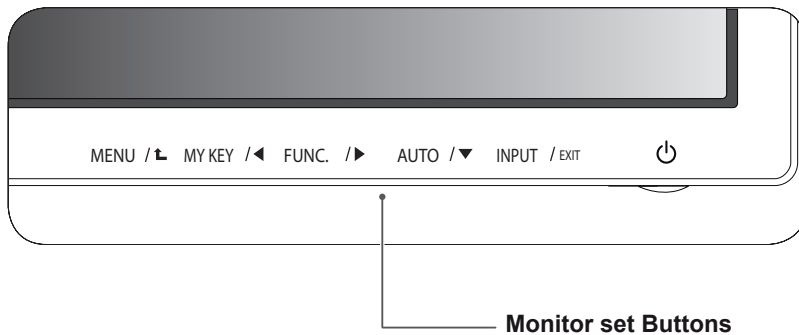 MENU / ⮤ MY KEY /◀ FUNC. /▶ AUTO /▼ INPUT / EXIT
Monitor set Buttons